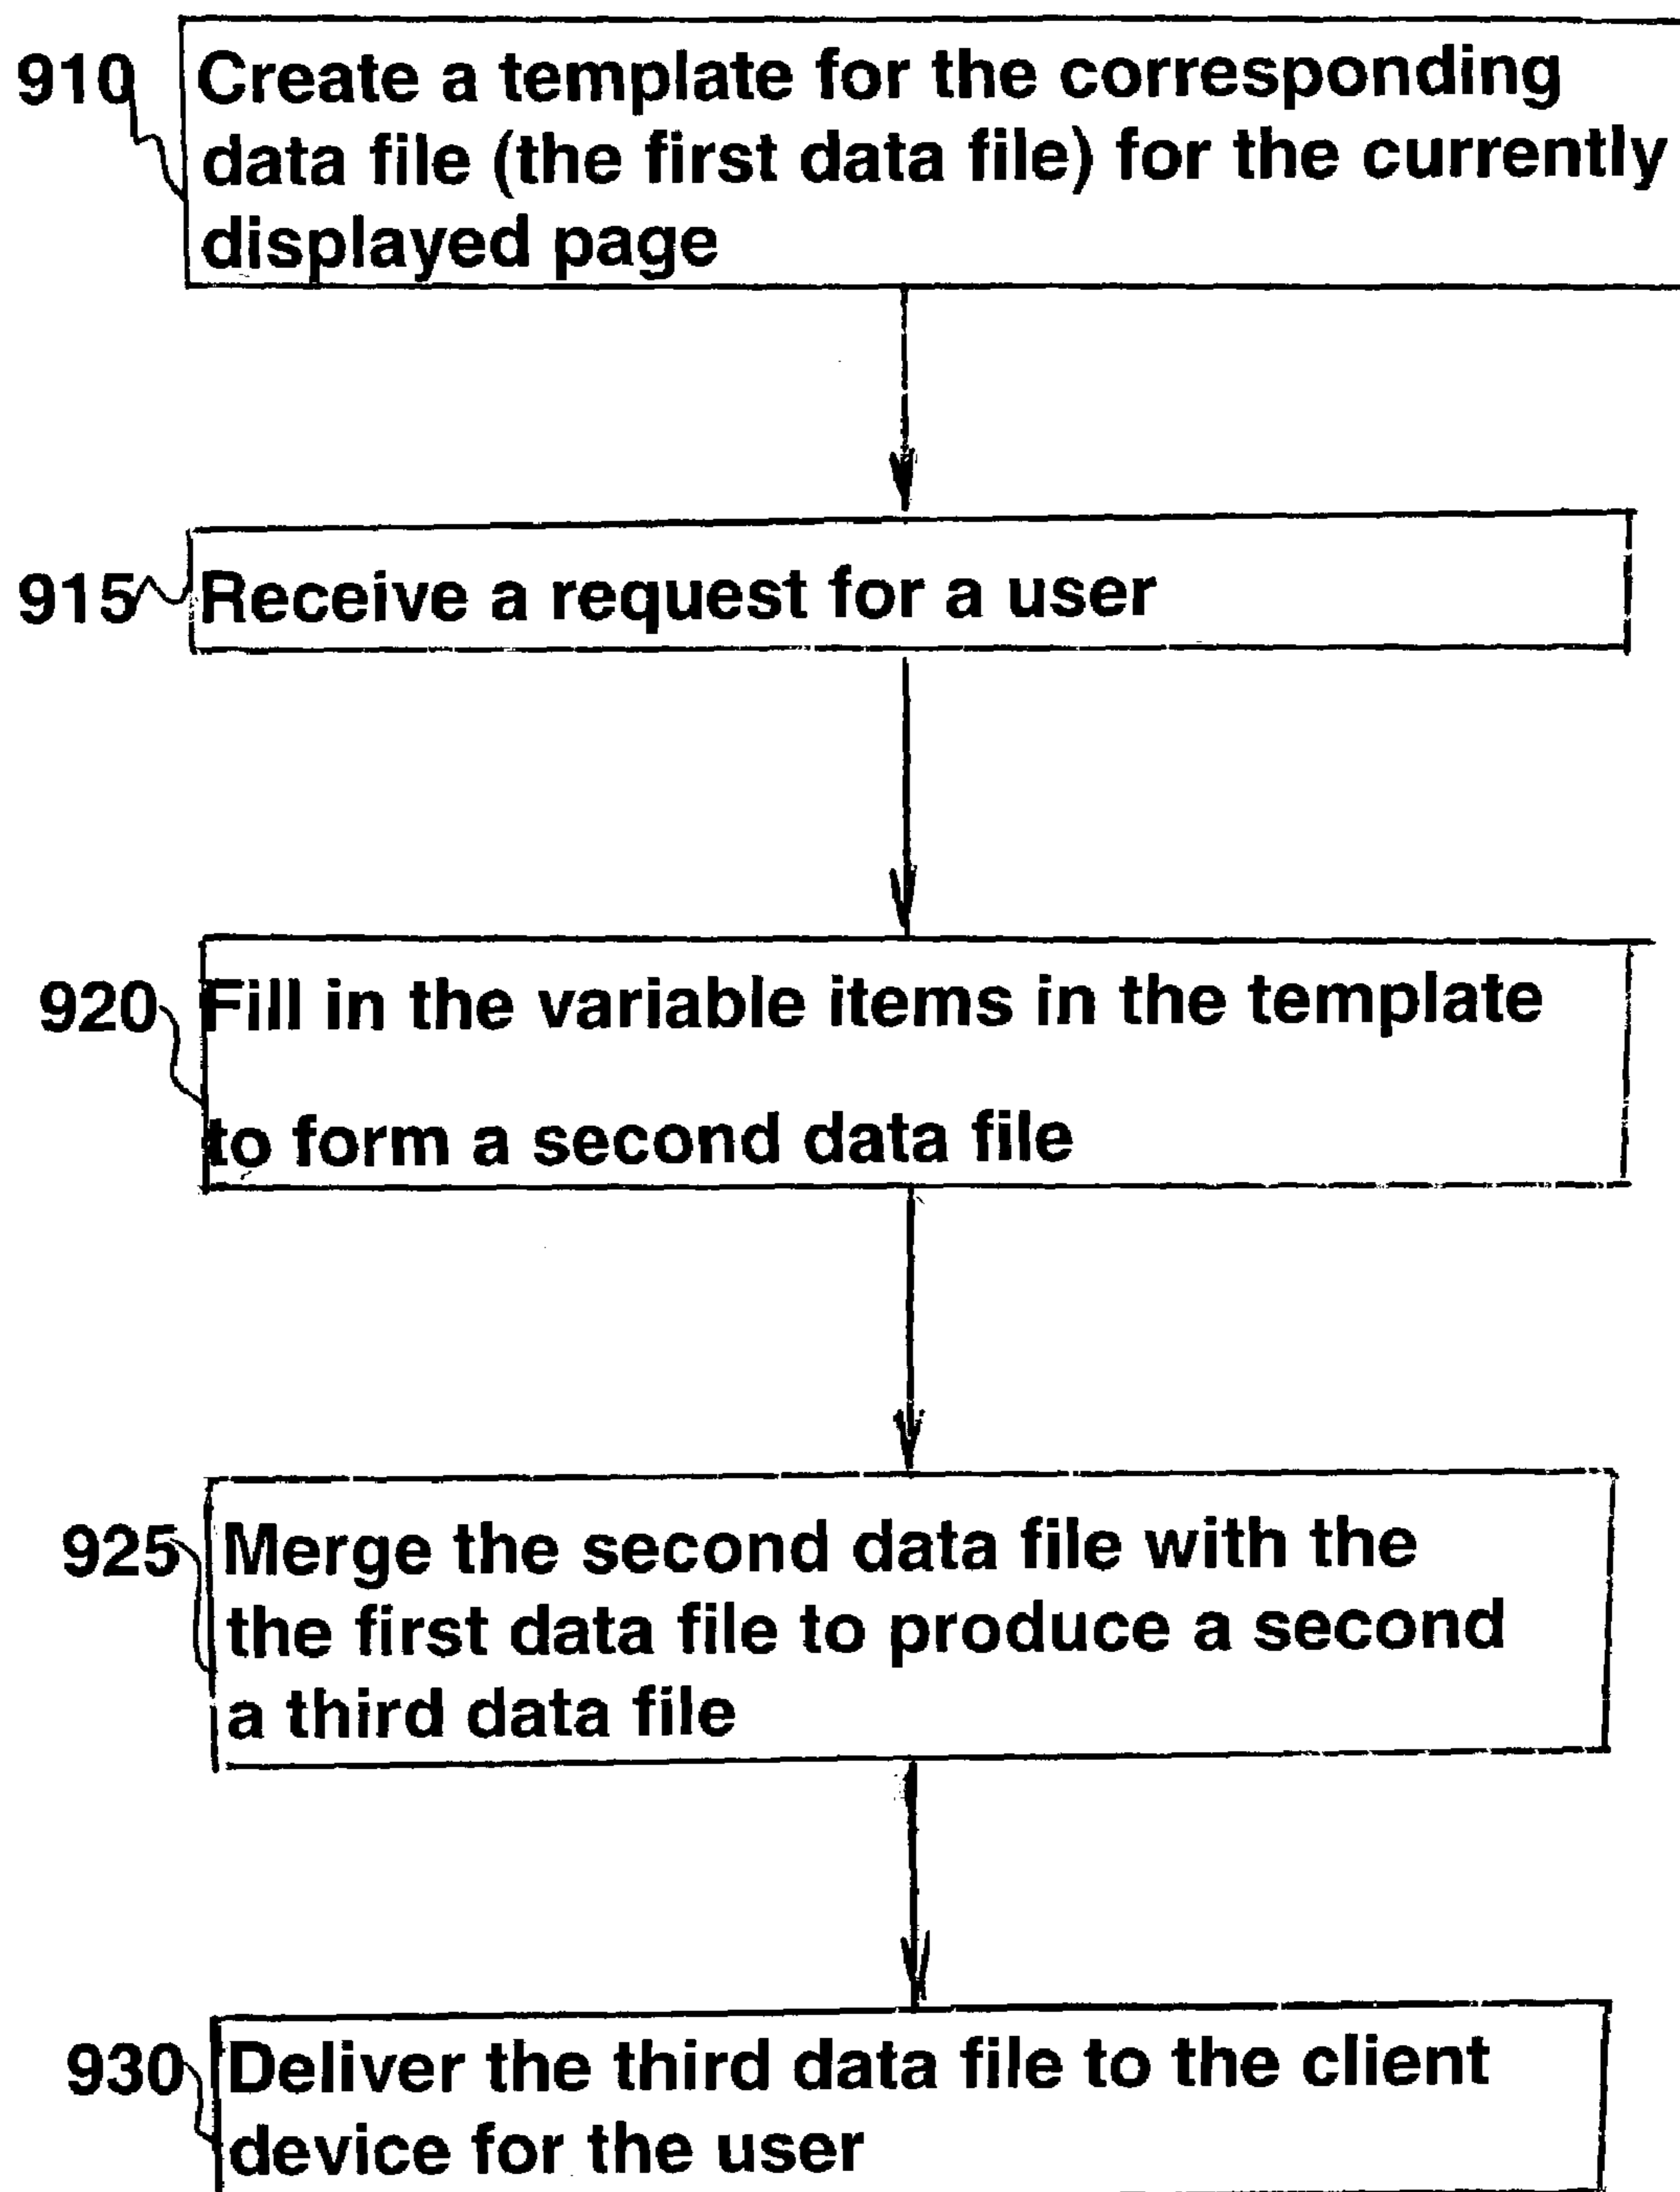 910 Create a template for the corresponding
data file (the first data file) for the currently
displayed page
915 Receive a request for a user
920 Fill in the variable items in the template
to form a second data file
925 Merge the second data file with the
the first data file to produce a second
a third data file
930 Deliver the third data file to the client
device for the user